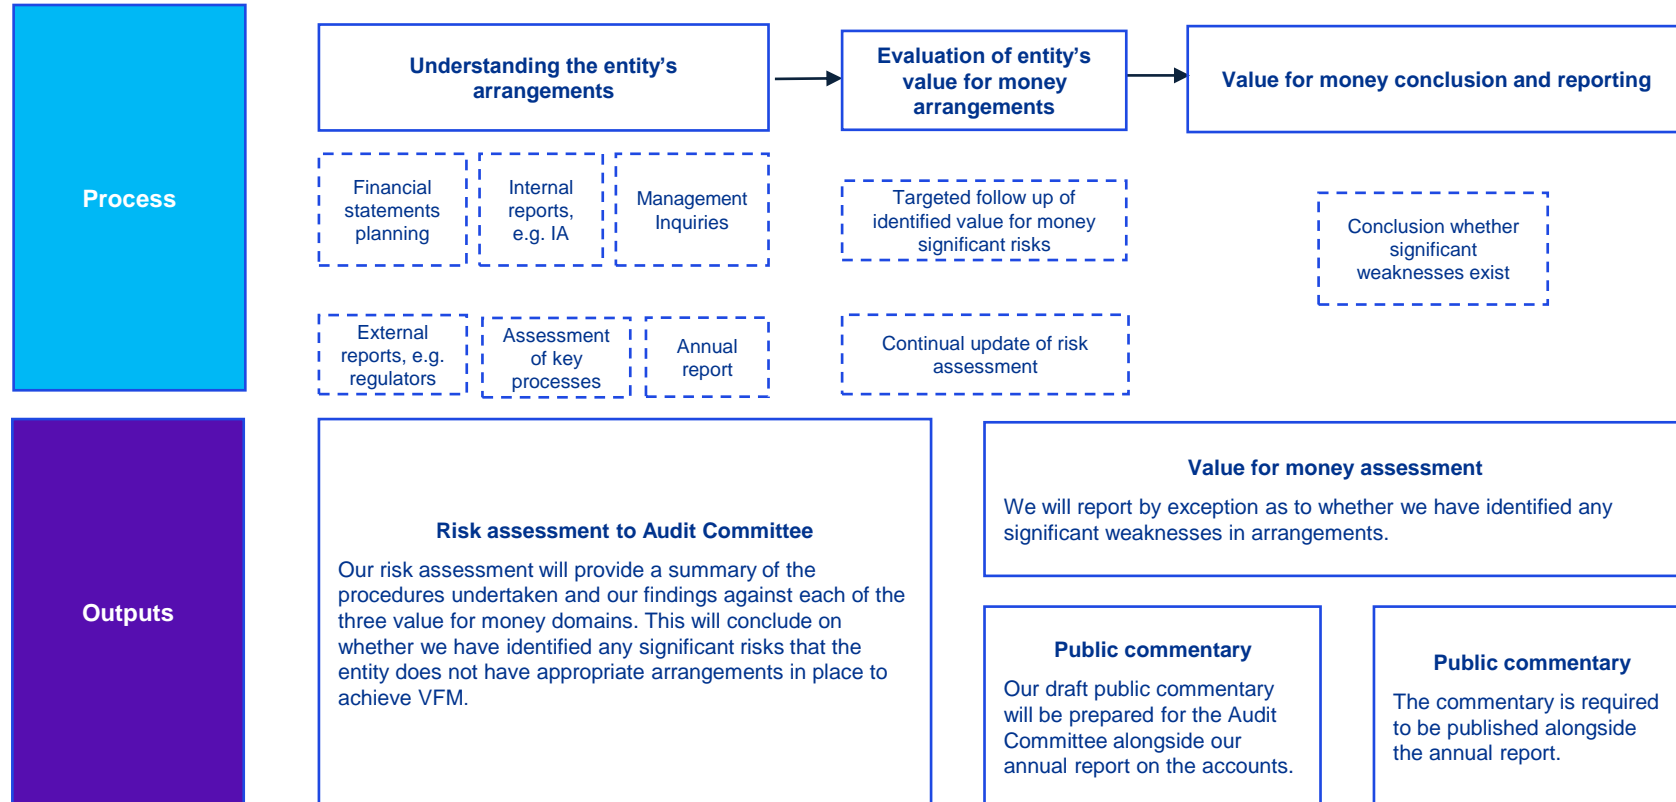 Process
Understanding the entity's
arrangements
Evaluation of entity's
value for money
arrangements
Value for money conclusion and reporting
Financial
statements
planning
Internal
reports,
e.g. IA
Management
Inquiries
Targeted follow up of
identified value for money
significant risks
Conclusion whether
significant
weaknesses exist
External
reports, e.g.
regulators
Assessment
of key
processes
Annual
report
Continual update of risk
assessment
Outputs
Risk assessment to Audit Committee
Our risk assessment will provide a summary of the
procedures undertaken and our findings against each of the
three value for money domains. This will conclude on
whether we have identified any significant risks that the
entity does not have appropriate arrangements in place to
achieve VFM.
Value for money assessment
We will report by exception as to whether we have identified any
significant weaknesses in arrangements.
Public commentary
Our draft public commentary
will be prepared for the Audit
Committee alongside our
annual report on the accounts.
Public commentary
The commentary is required
to be published alongside
the annual report.